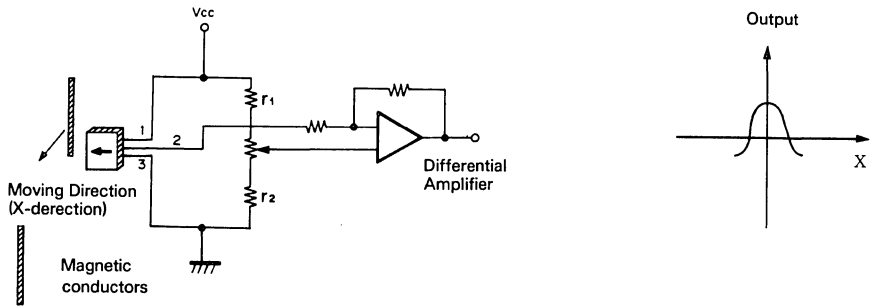 Vcc
Output
r1
1
2
3
r2
Differential
Amplifier
X
Moving Direction
(X-derection)
Magnetic
conductors